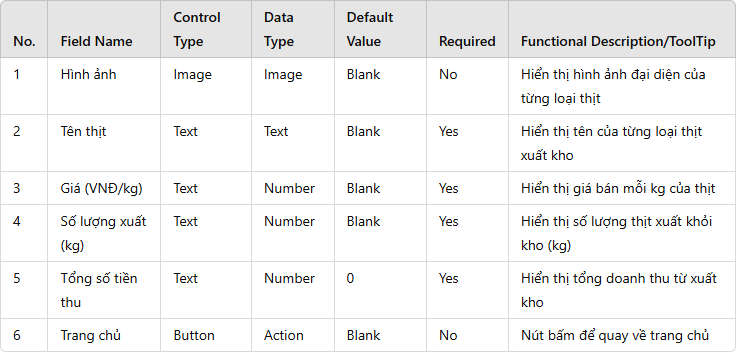 No. Field Name Control Type Data Type Default Value Required Functional Description/ToolTip
1 Hình ảnh Image Image Blank No Hiển thị hình ảnh đại diện của từng loại thịt
2 Tên thịt Text Text Blank Yes Hiển thị tên của từng loại thịt xuất kho
3 Giá (VNĐ/kg) Text Number Blank Yes Hiển thị giá bán mỗi kg của thịt
4 Số lượng xuất (kg) Text Number Blank Yes Hiển thị số lượng thịt xuất khỏi kho (kg)
5 Tổng số tiền thu Text Number 0 Yes Hiển thị tổng doanh thu từ xuất kho
6 Trang chủ Button Action Blank No Nút bấm để quay về trang chủ